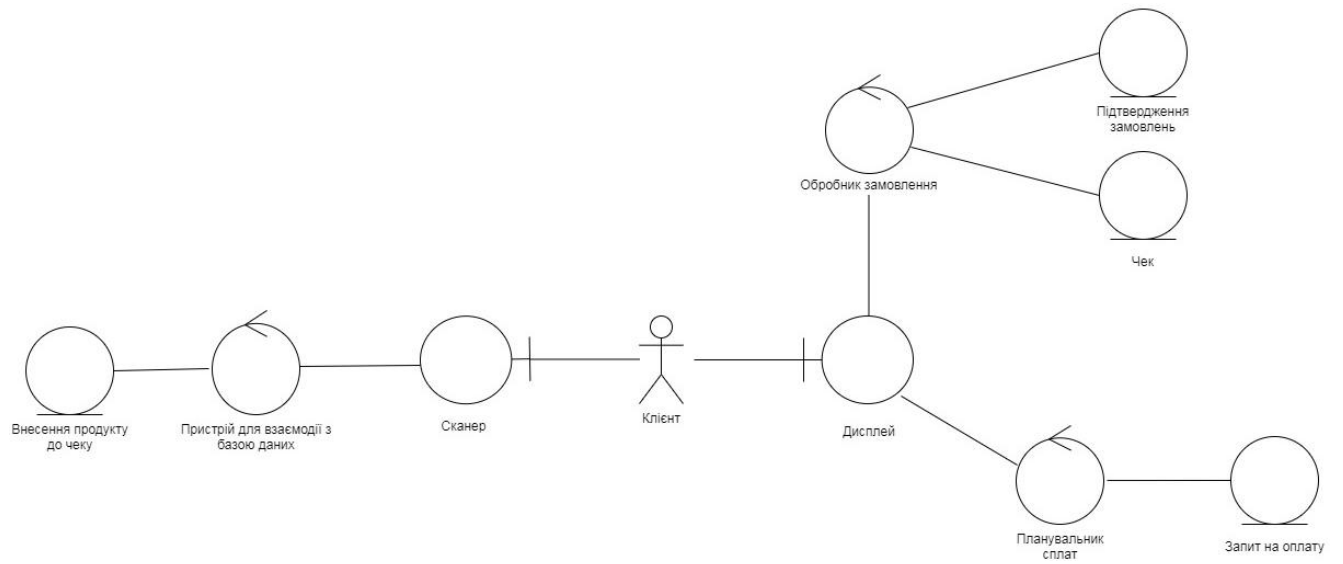 Підтвердження
замовлень
Обробник замовлення
Чек
Внесення продукту
до чеку
Пристрій для взаємодії з
базою даних
Сканер
Клієнт
Дисплей
Планувальник
сплат
Запит на оплату